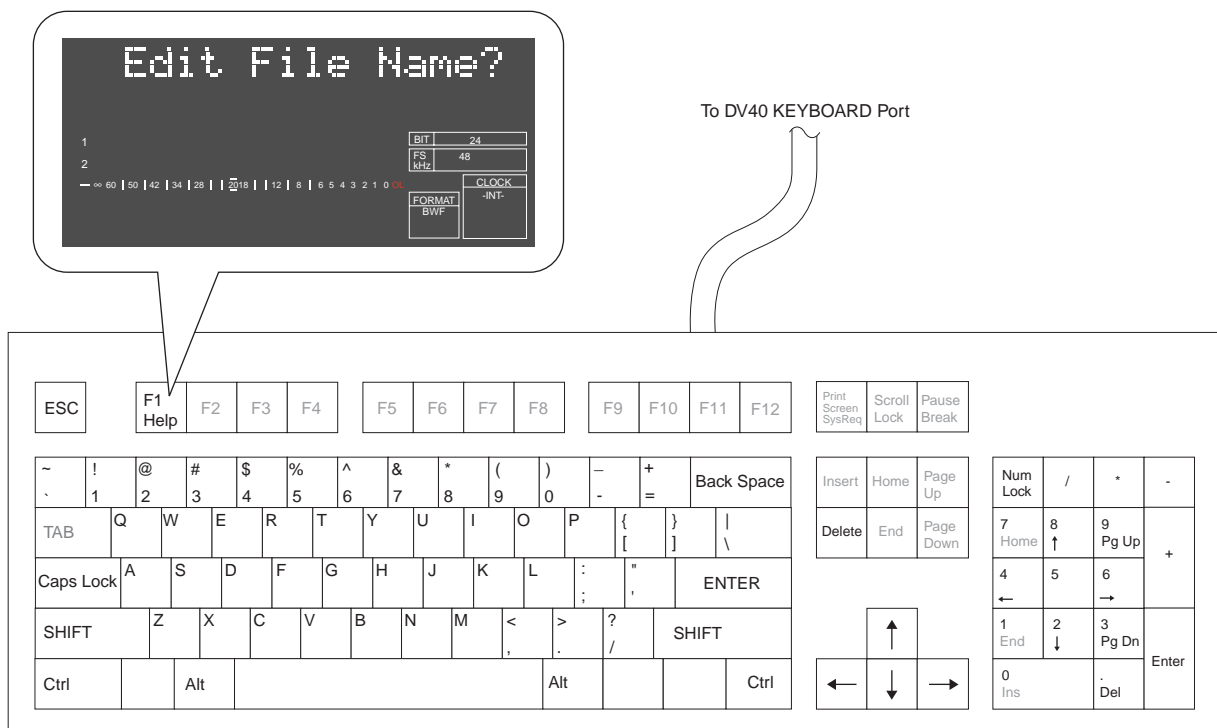 Edit File Name?
To DV40 KEYBOARD Port
1
BIT 24
2
FS kHz 48
— ∞ 60 50 42 34 28 20 18 12 8 6 5 4 3 2 1 0 OL
CLOCK
-INT-
FORMAT
BWF
ESC F1 Help F2 F3 F4 F5 F6 F7 F8 F9 F10 F11 F12 Print Screen SysReq Scroll Lock Pause Break
~ ! @ # $ % ^ & * ( ) _ +
` 1 2 3 4 5 6 7 8 9 0 - = Back Space Insert Home Page Up Num Lock / * -
TAB Q W E R T Y U I O P { [ } ] | \ Delete End Page Down 7 Home 8 ↑ 9 Pg Up +
Caps Lock A S D F G H J K L : ; " ' ENTER 4 ← 5 6 →
SHIFT Z X C V B N M < , > . ? / SHIFT ↑ 1 End 2 ↓ 3 Pg Dn Enter
Ctrl Alt Alt Ctrl ← ↓ → 0 Ins . Del